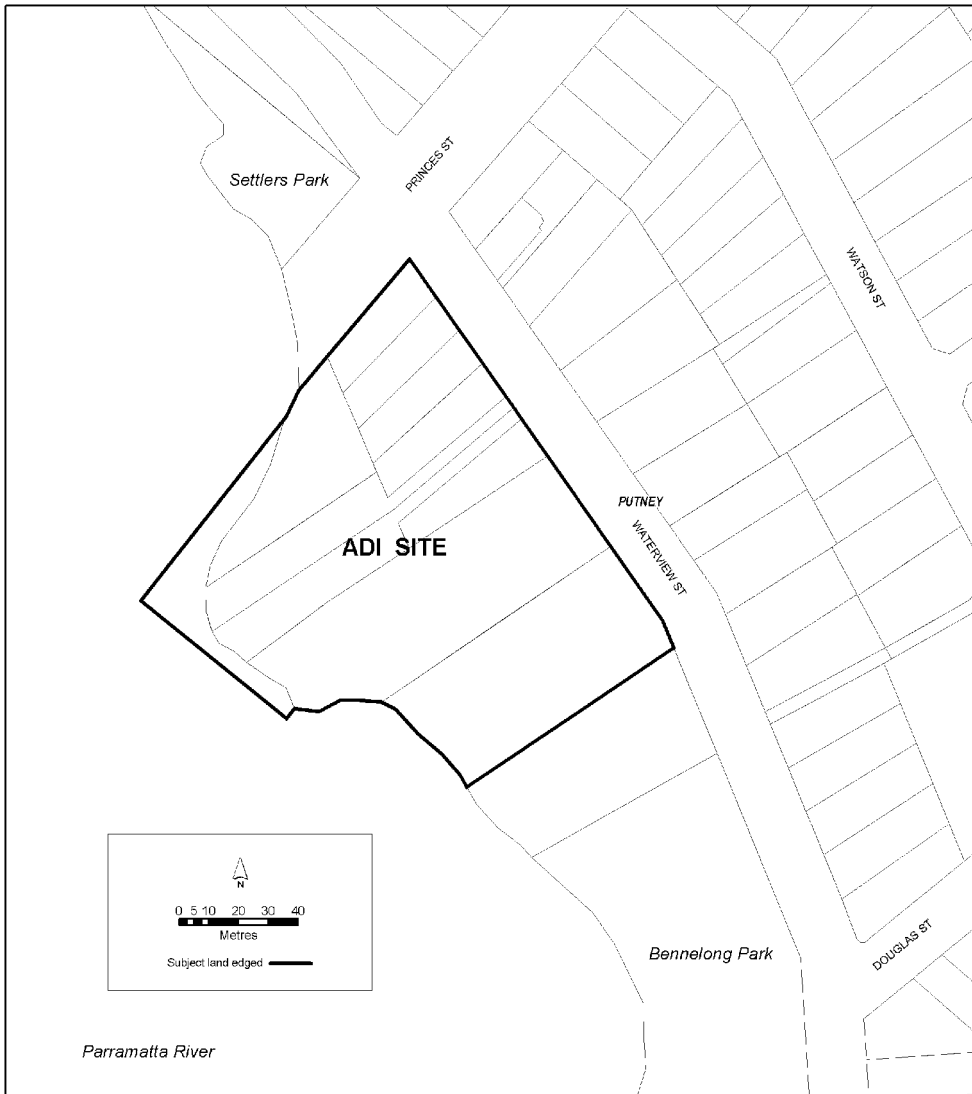 PRINCES ST
Settlers Park
WATSON ST
PUTNEY
WATERVIEW ST
ADI SITE
N
0 5 10 20 30 40
Metres
Subject land edged
Bennelong Park
DOUGLAS ST
Parramatta River